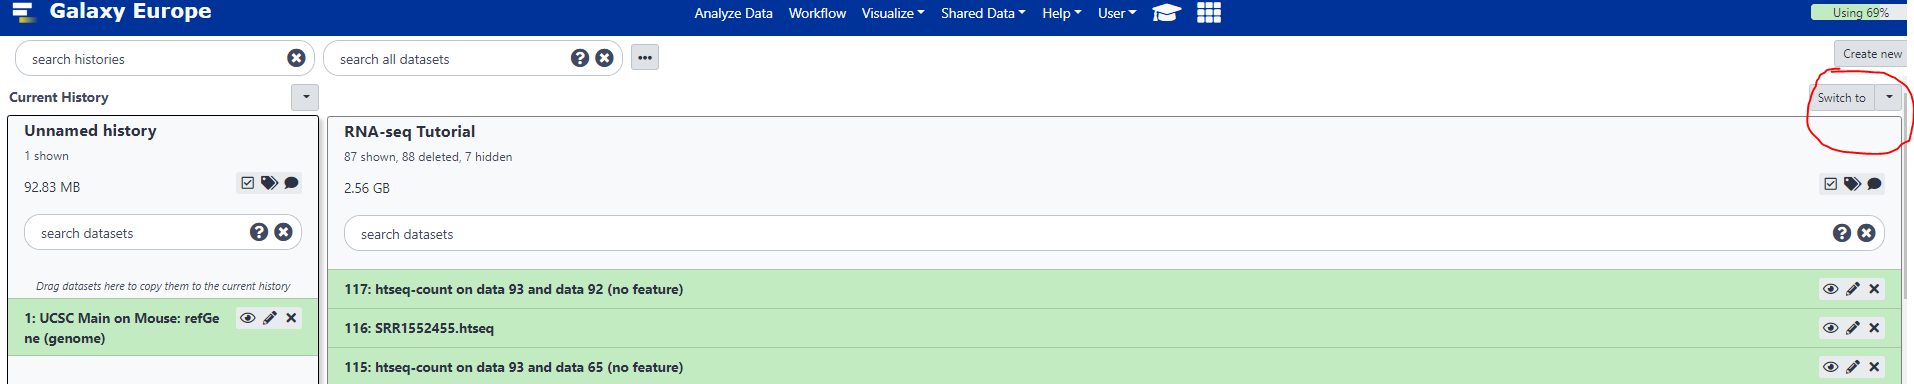 Galaxy Europe
Analyze Data Workflow Visualize Shared Data Help User
Using 69%
search histories
search all datasets
Create new
Current History
Switch to
Unnamed history
1 shown
92.83 MB
search datasets
Drag datasets here to copy them to the current history
1: UCSC Main on Mouse: refGe
ne (genome)
RNA-seq Tutorial
87 shown, 88 deleted, 7 hidden
2.56 GB
search datasets
117: htseq-count on data 93 and data 92 (no feature)
116: SRR1552455.htseq
115: htseq-count on data 93 and data 65 (no feature)